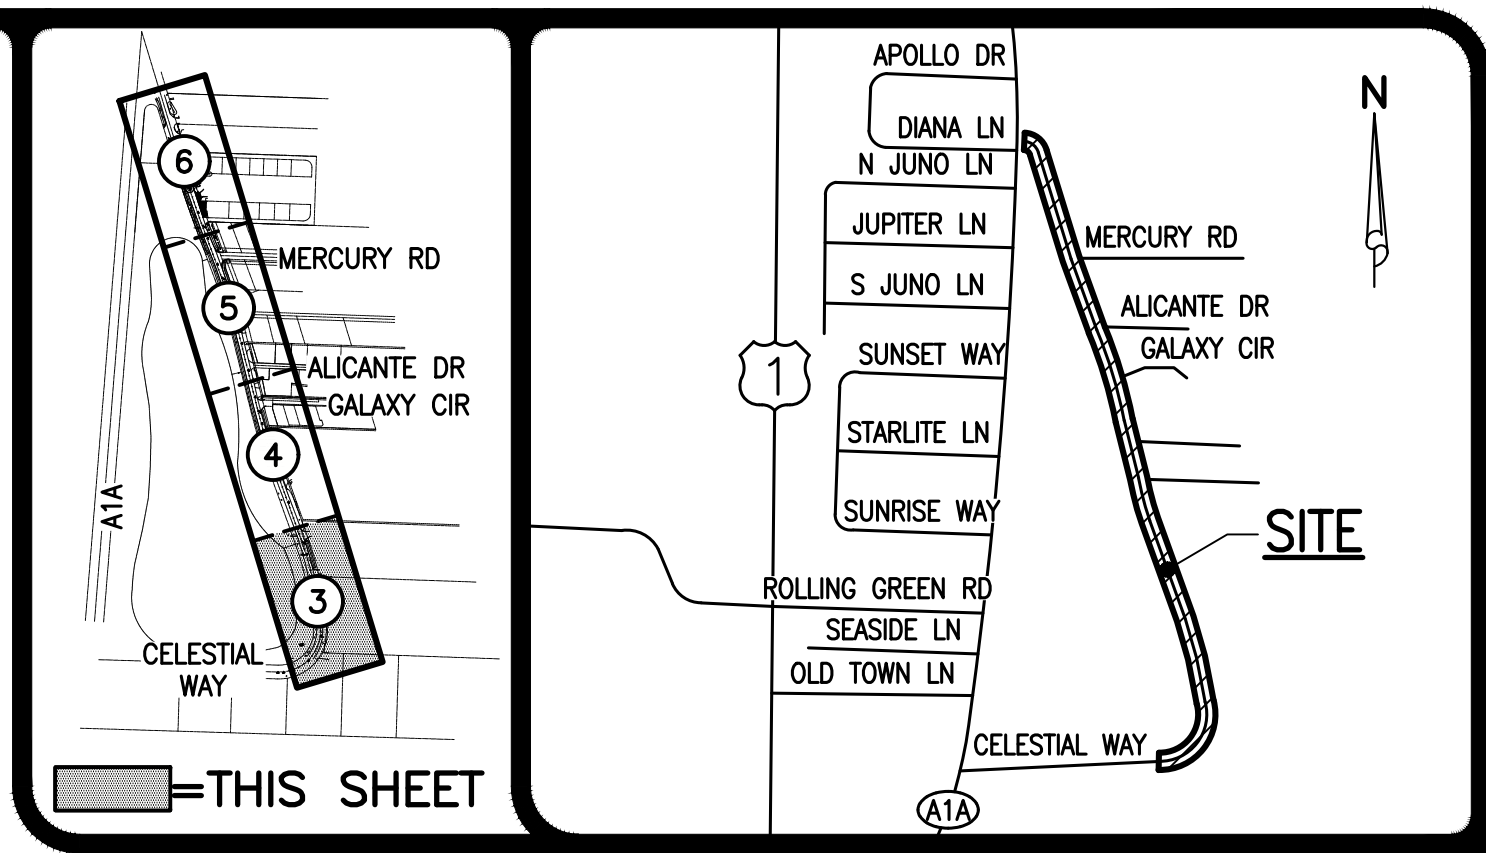 6
MERCURY RD
5
ALICANTE DR
GALAXY CIR
4
A1A
3
CELESTIAL
WAY
=THIS SHEET
APOLLO DR
N
DIANA LN
N JUNO LN
JUPITER LN
MERCURY RD
S JUNO LN
ALICANTE DR
GALAXY CIR
SUNSET WAY
1
STARLITE LN
SUNRISE WAY
SITE
ROLLING GREEN RD
SEASIDE LN
OLD TOWN LN
CELESTIAL WAY
A1A